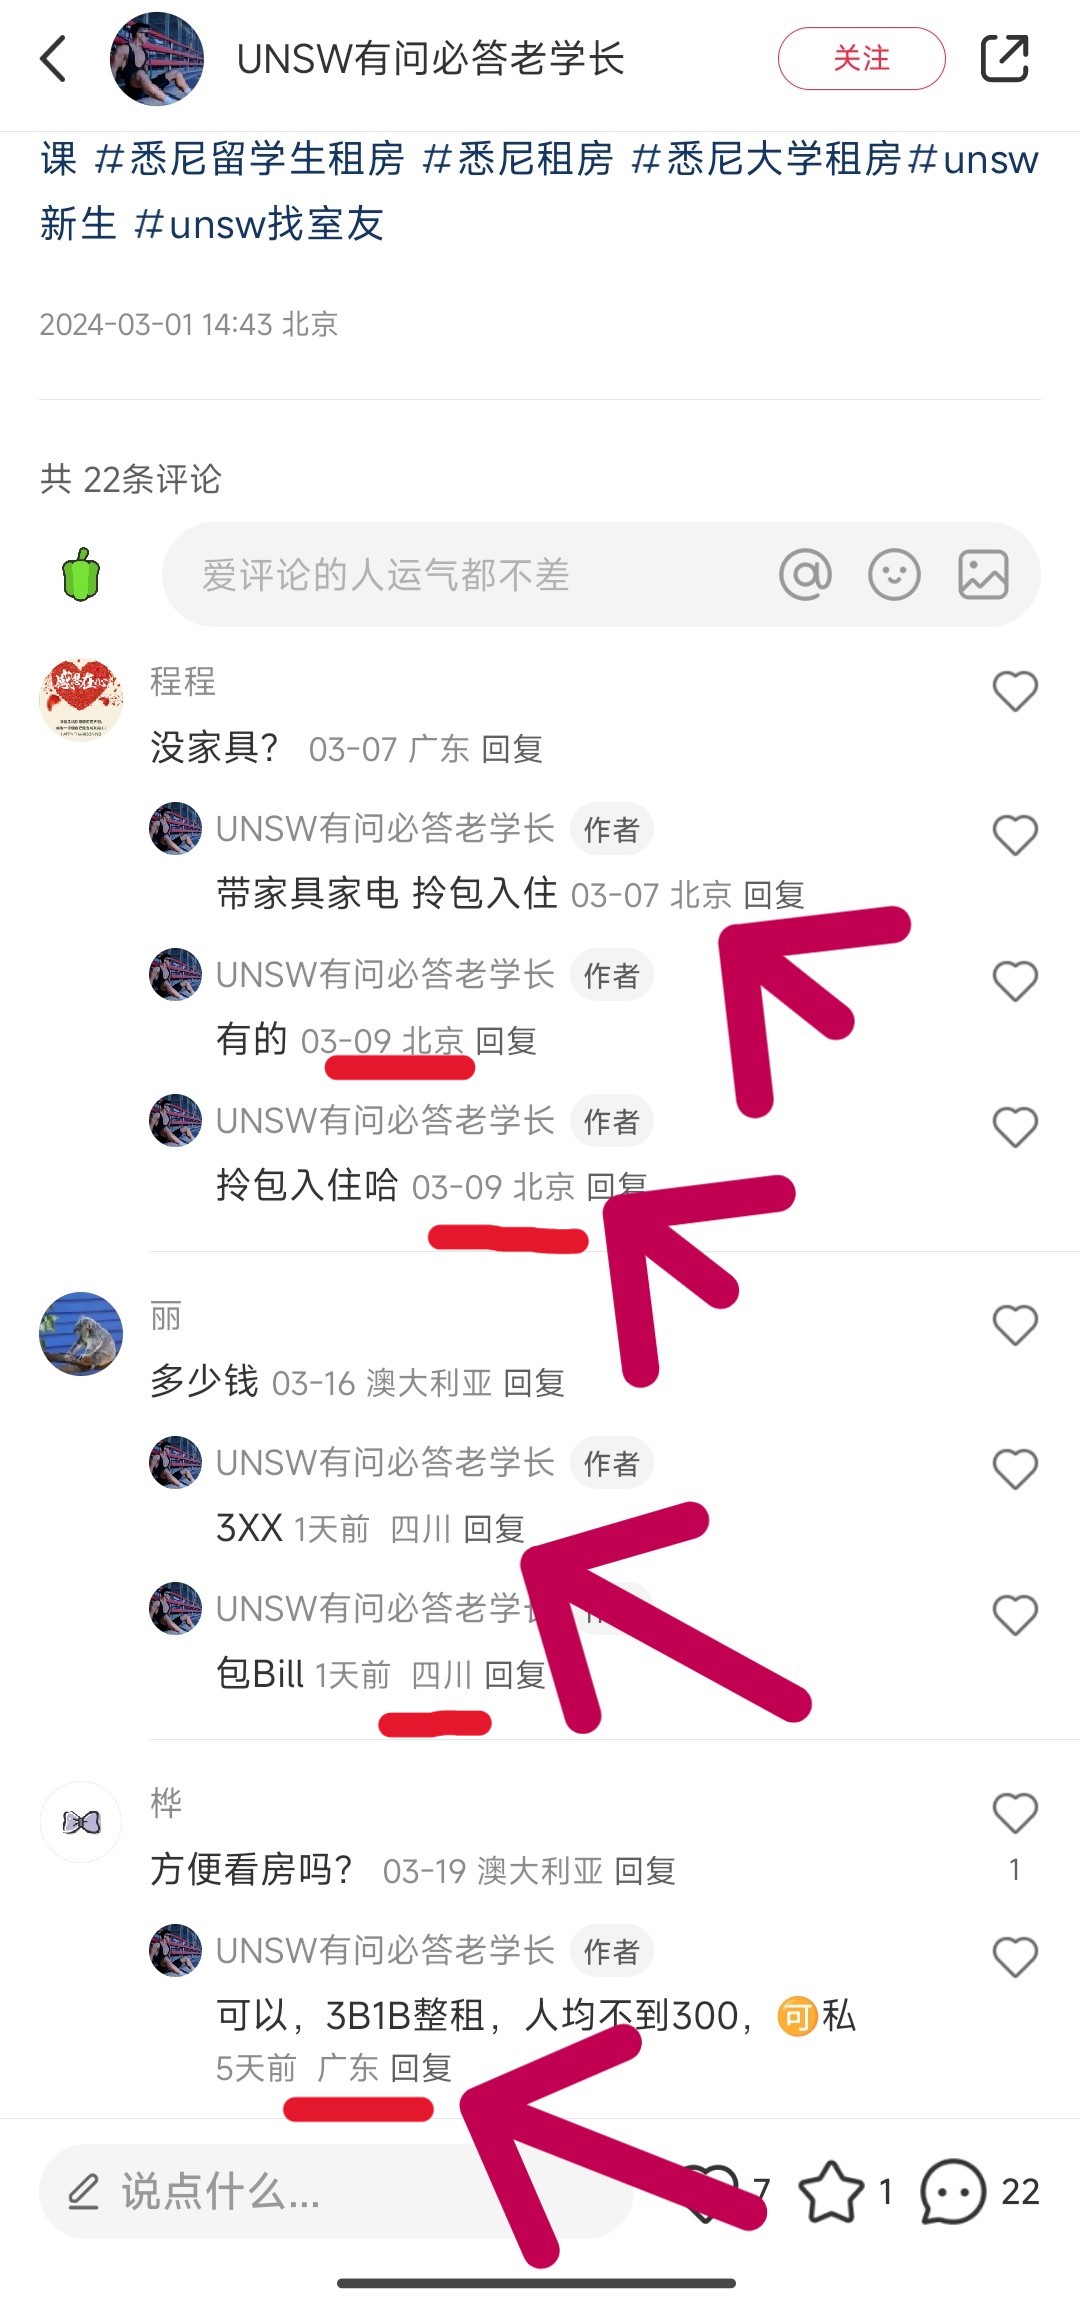 UNSW有问必答老学长
关注
课 #悉尼留学生租房 #悉尼租房 #悉尼大学租房#unsw
新生 #unsw找室友
2024-03-01 14:43 北京
共 22条评论
爱评论的人运气都不差
程程
没家具? 03-07 广东 回复
UNSW有问必答老学长 作者
带家具家电 拎包入住 03-07 北京 回复
UNSW有问必答老学长 作者
有的 03-09 北京 回复
UNSW有问必答老学长 作者
拎包入住哈 03-09 北京 回复
丽
多少钱 03-16 澳大利亚 回复
UNSW有问必答老学长 作者
3XX 1天前 四川 回复
UNSW有问必答老学长
包Bill 1天前 四川 回复
桦
方便看房吗? 03-19 澳大利亚 回复
1
UNSW有问必答老学长 作者
可以，3B1B整租，人均不到300，可私
5天前 广东 回复
说点什么... 7 1 22